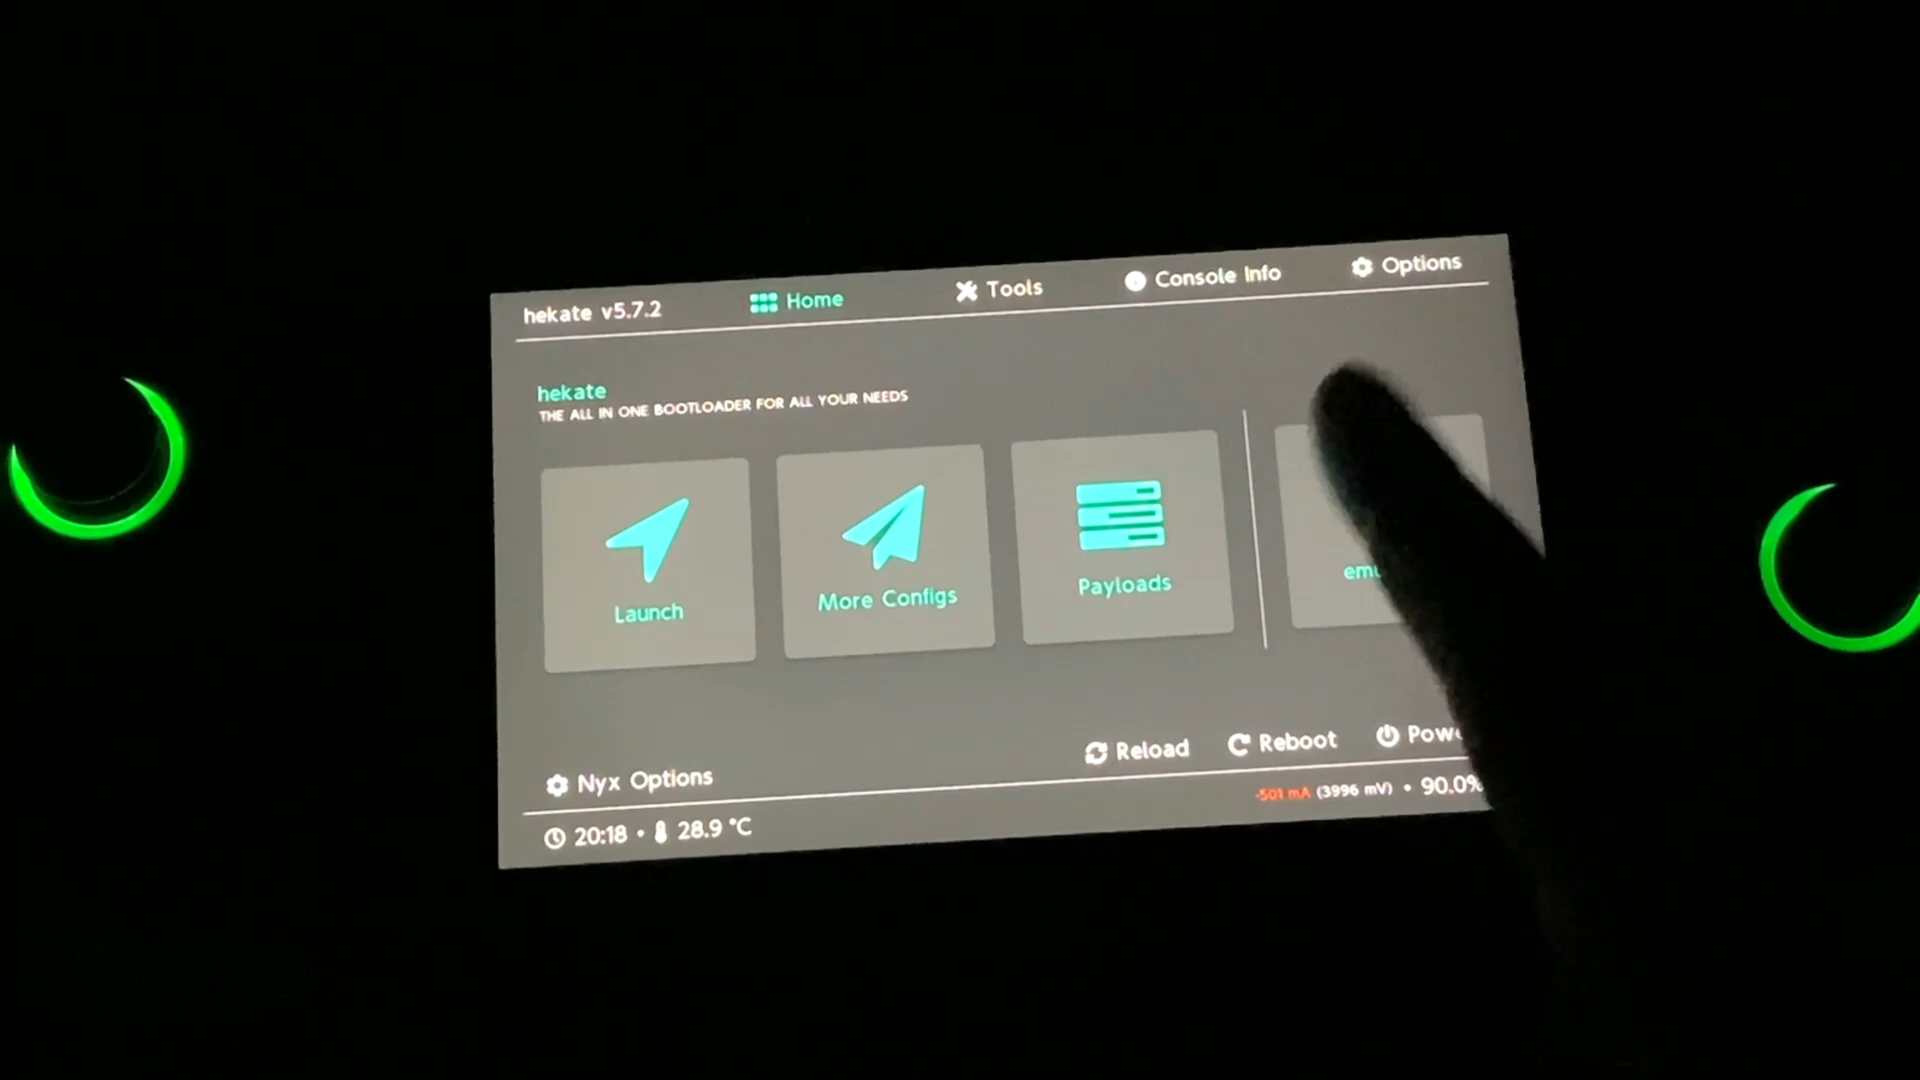 hekate v5.7.2
Home
Tools
Console Info
Options
hekate
THE ALL IN ONE BOOTLOADER FOR ALL YOUR NEEDS
Launch
More Configs
Payloads
Reload
Reboot
Nyx Options
-501 mA (3996 mV) • 90.0%
20:18 • 28.9 °C